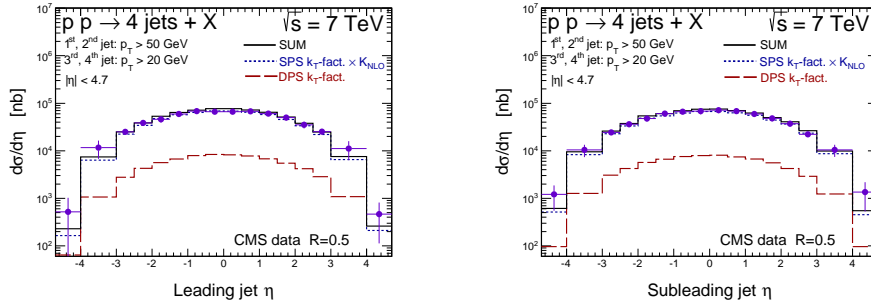 p p → 4 jets + X √s = 7 TeV
1st, 2nd jet: pT > 50 GeV
3rd, 4th jet: pT > 20 GeV
|η| < 4.7
SUM
SPS kT-fact. × KNLO
DPS kT-fact.
dσ/dη [nb]
10^7
10^6
10^5
10^4
10^3
10^2
CMS data R=0.5
-4 -3 -2 -1 0 1 2 3 4
Leading jet η
p p → 4 jets + X √s = 7 TeV
1st, 2nd jet: pT > 50 GeV
3rd, 4th jet: pT > 20 GeV
|η| < 4.7
SUM
SPS kT-fact. × KNLO
DPS kT-fact.
dσ/dη [nb]
10^7
10^6
10^5
10^4
10^3
10^2
CMS data R=0.5
-4 -3 -2 -1 0 1 2 3 4
Subleading jet η